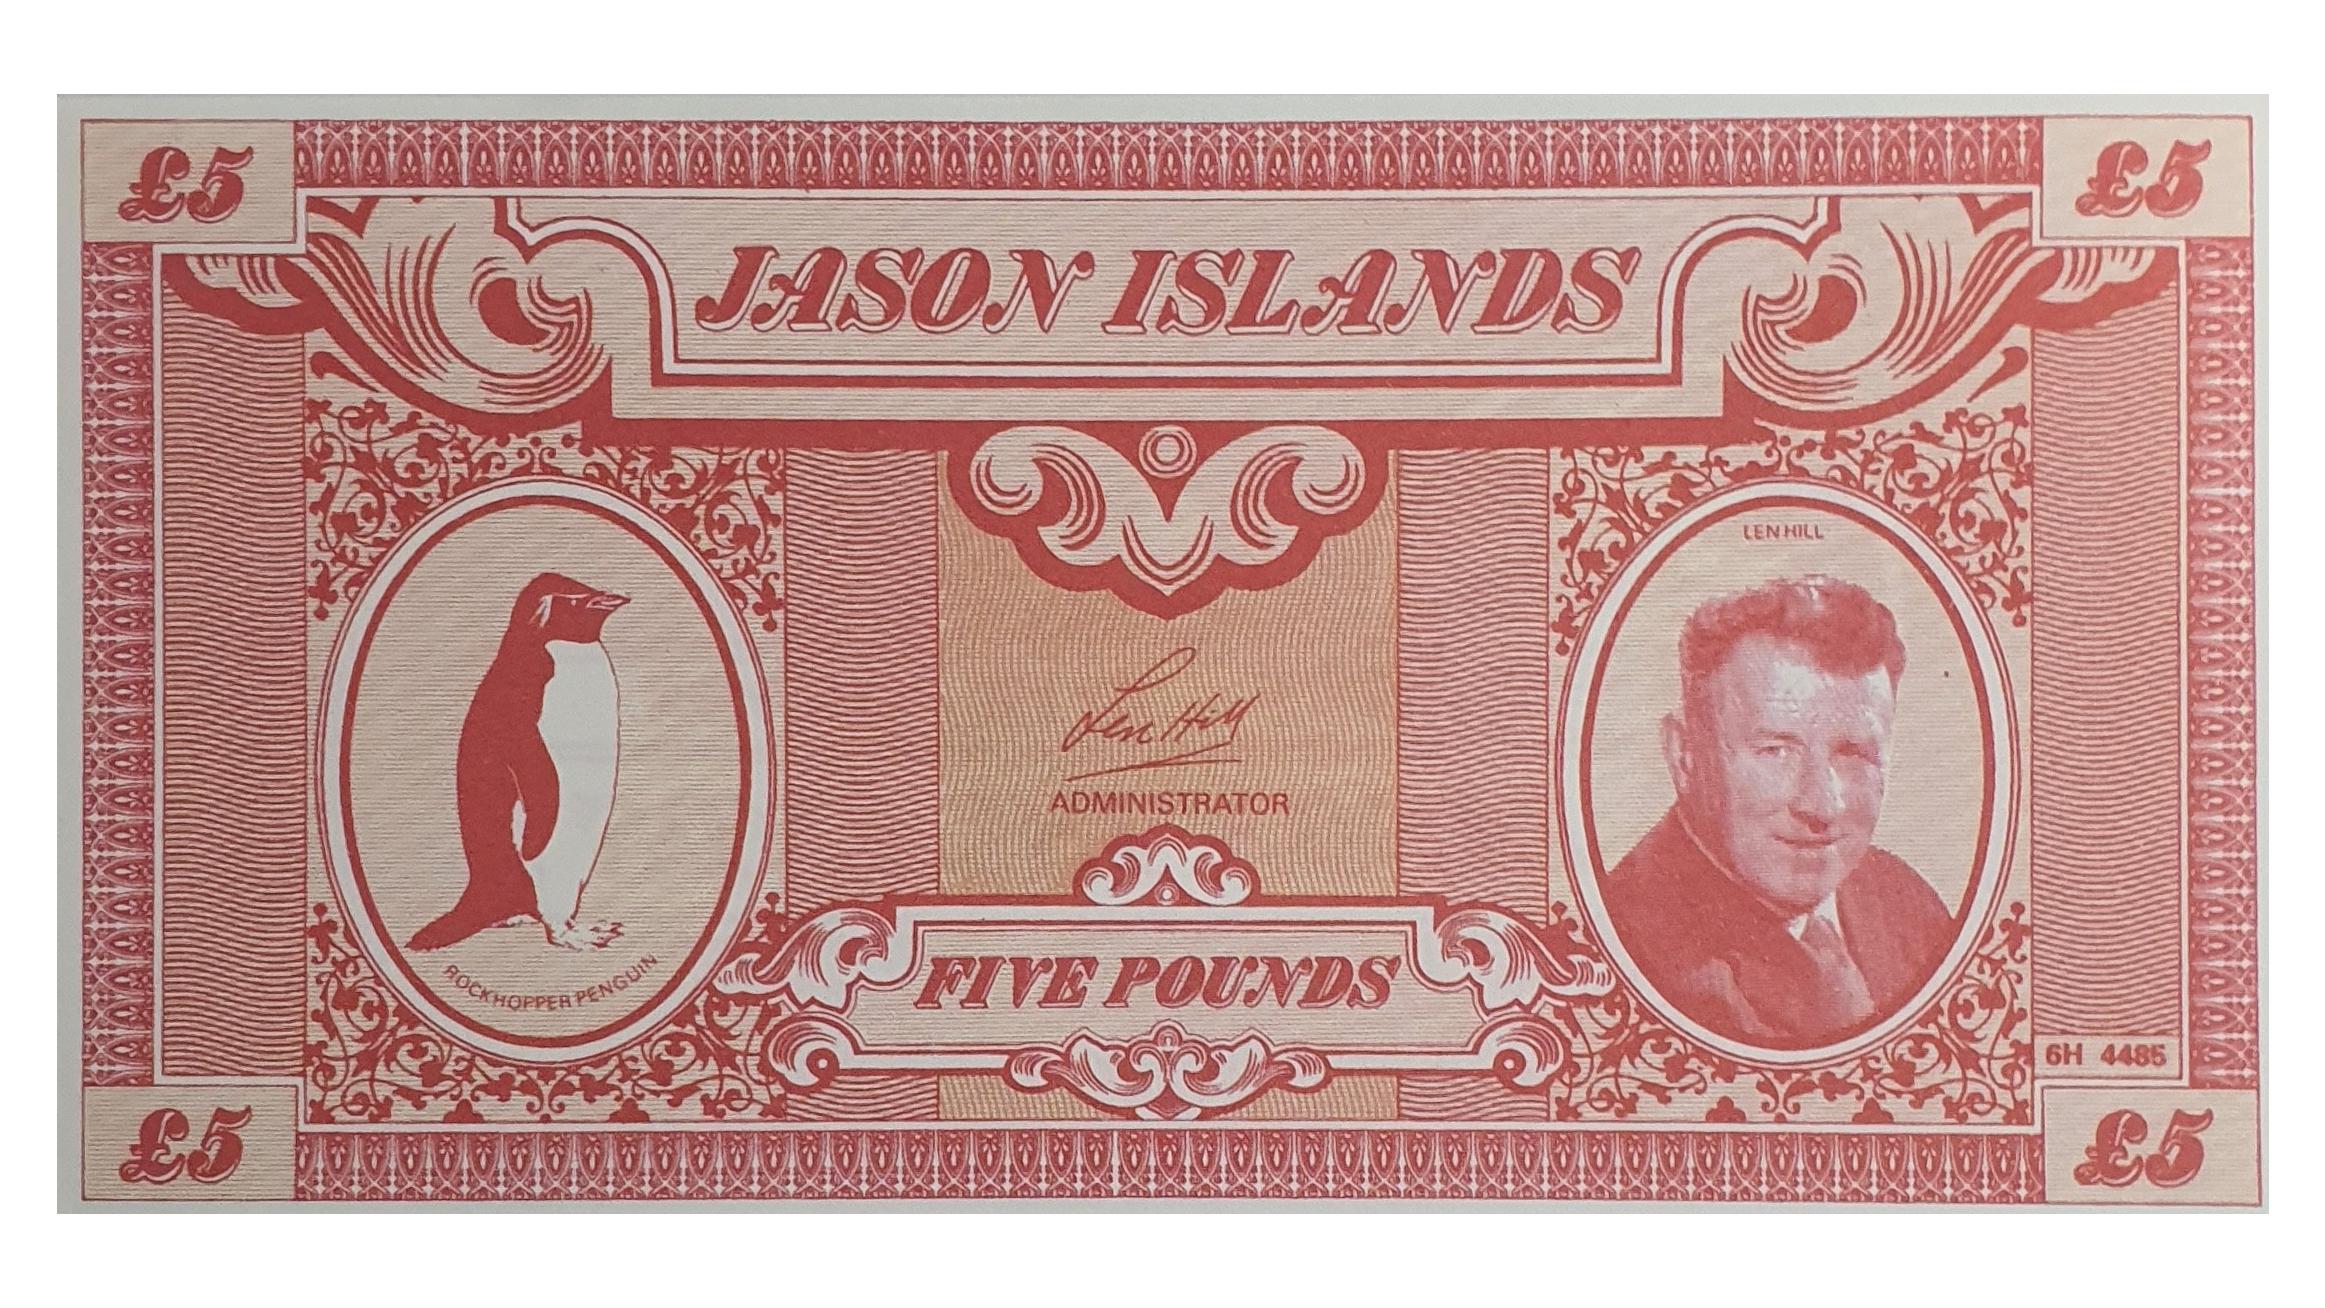 £5
£5
JASON ISLANDS
LEN HILL
Len Hill
ADMINISTRATOR
ROCKHOPPER PENGUIN
FIVE POUNDS
6H 4485
£5
£5